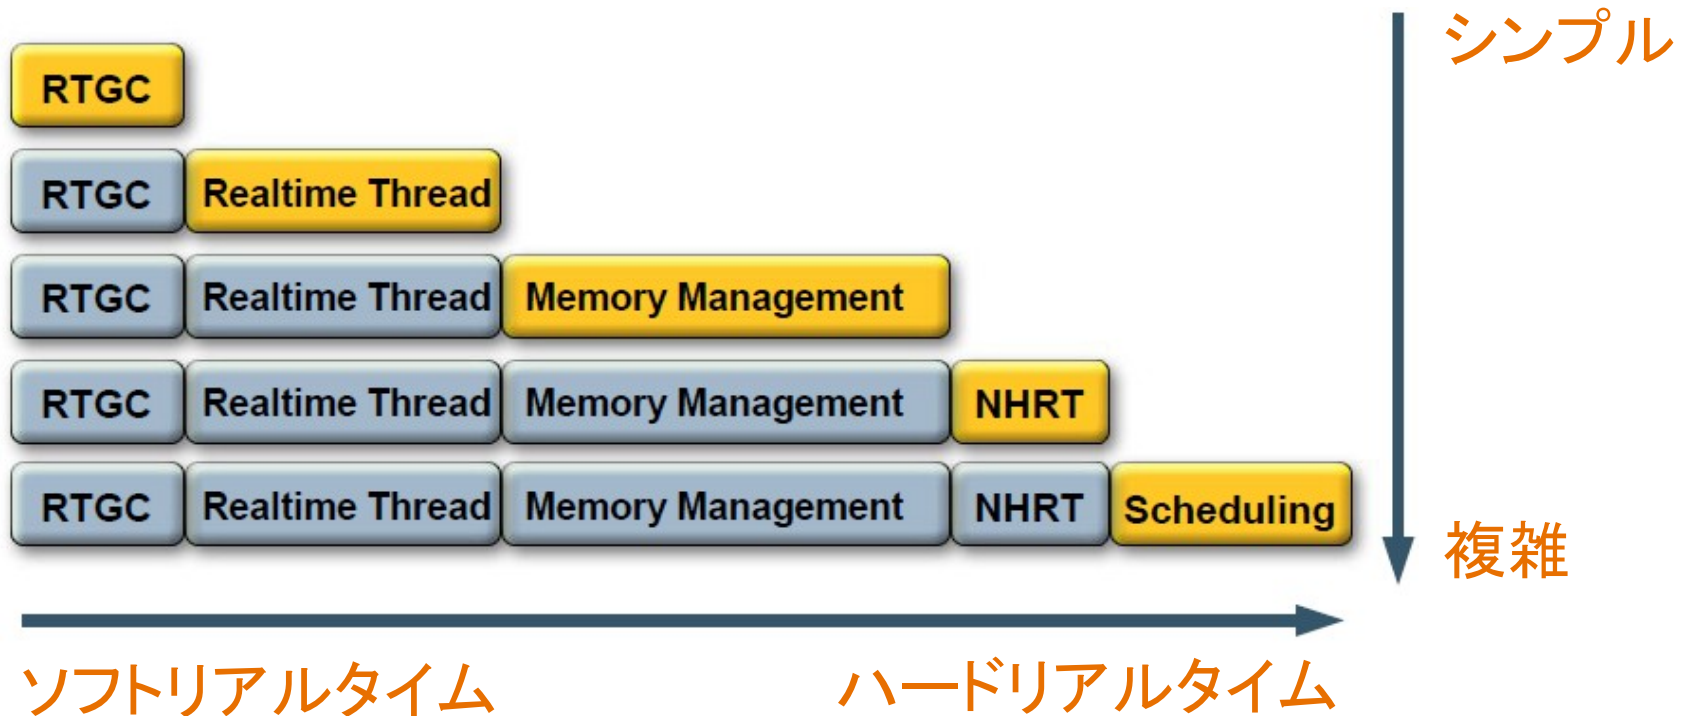 シンプル
RTGC
RTGC Realtime Thread
RTGC Realtime Thread Memory Management
RTGC Realtime Thread Memory Management NHRT
RTGC Realtime Thread Memory Management NHRT Scheduling
複雑
ソフトリアルタイム ハードリアルタイム